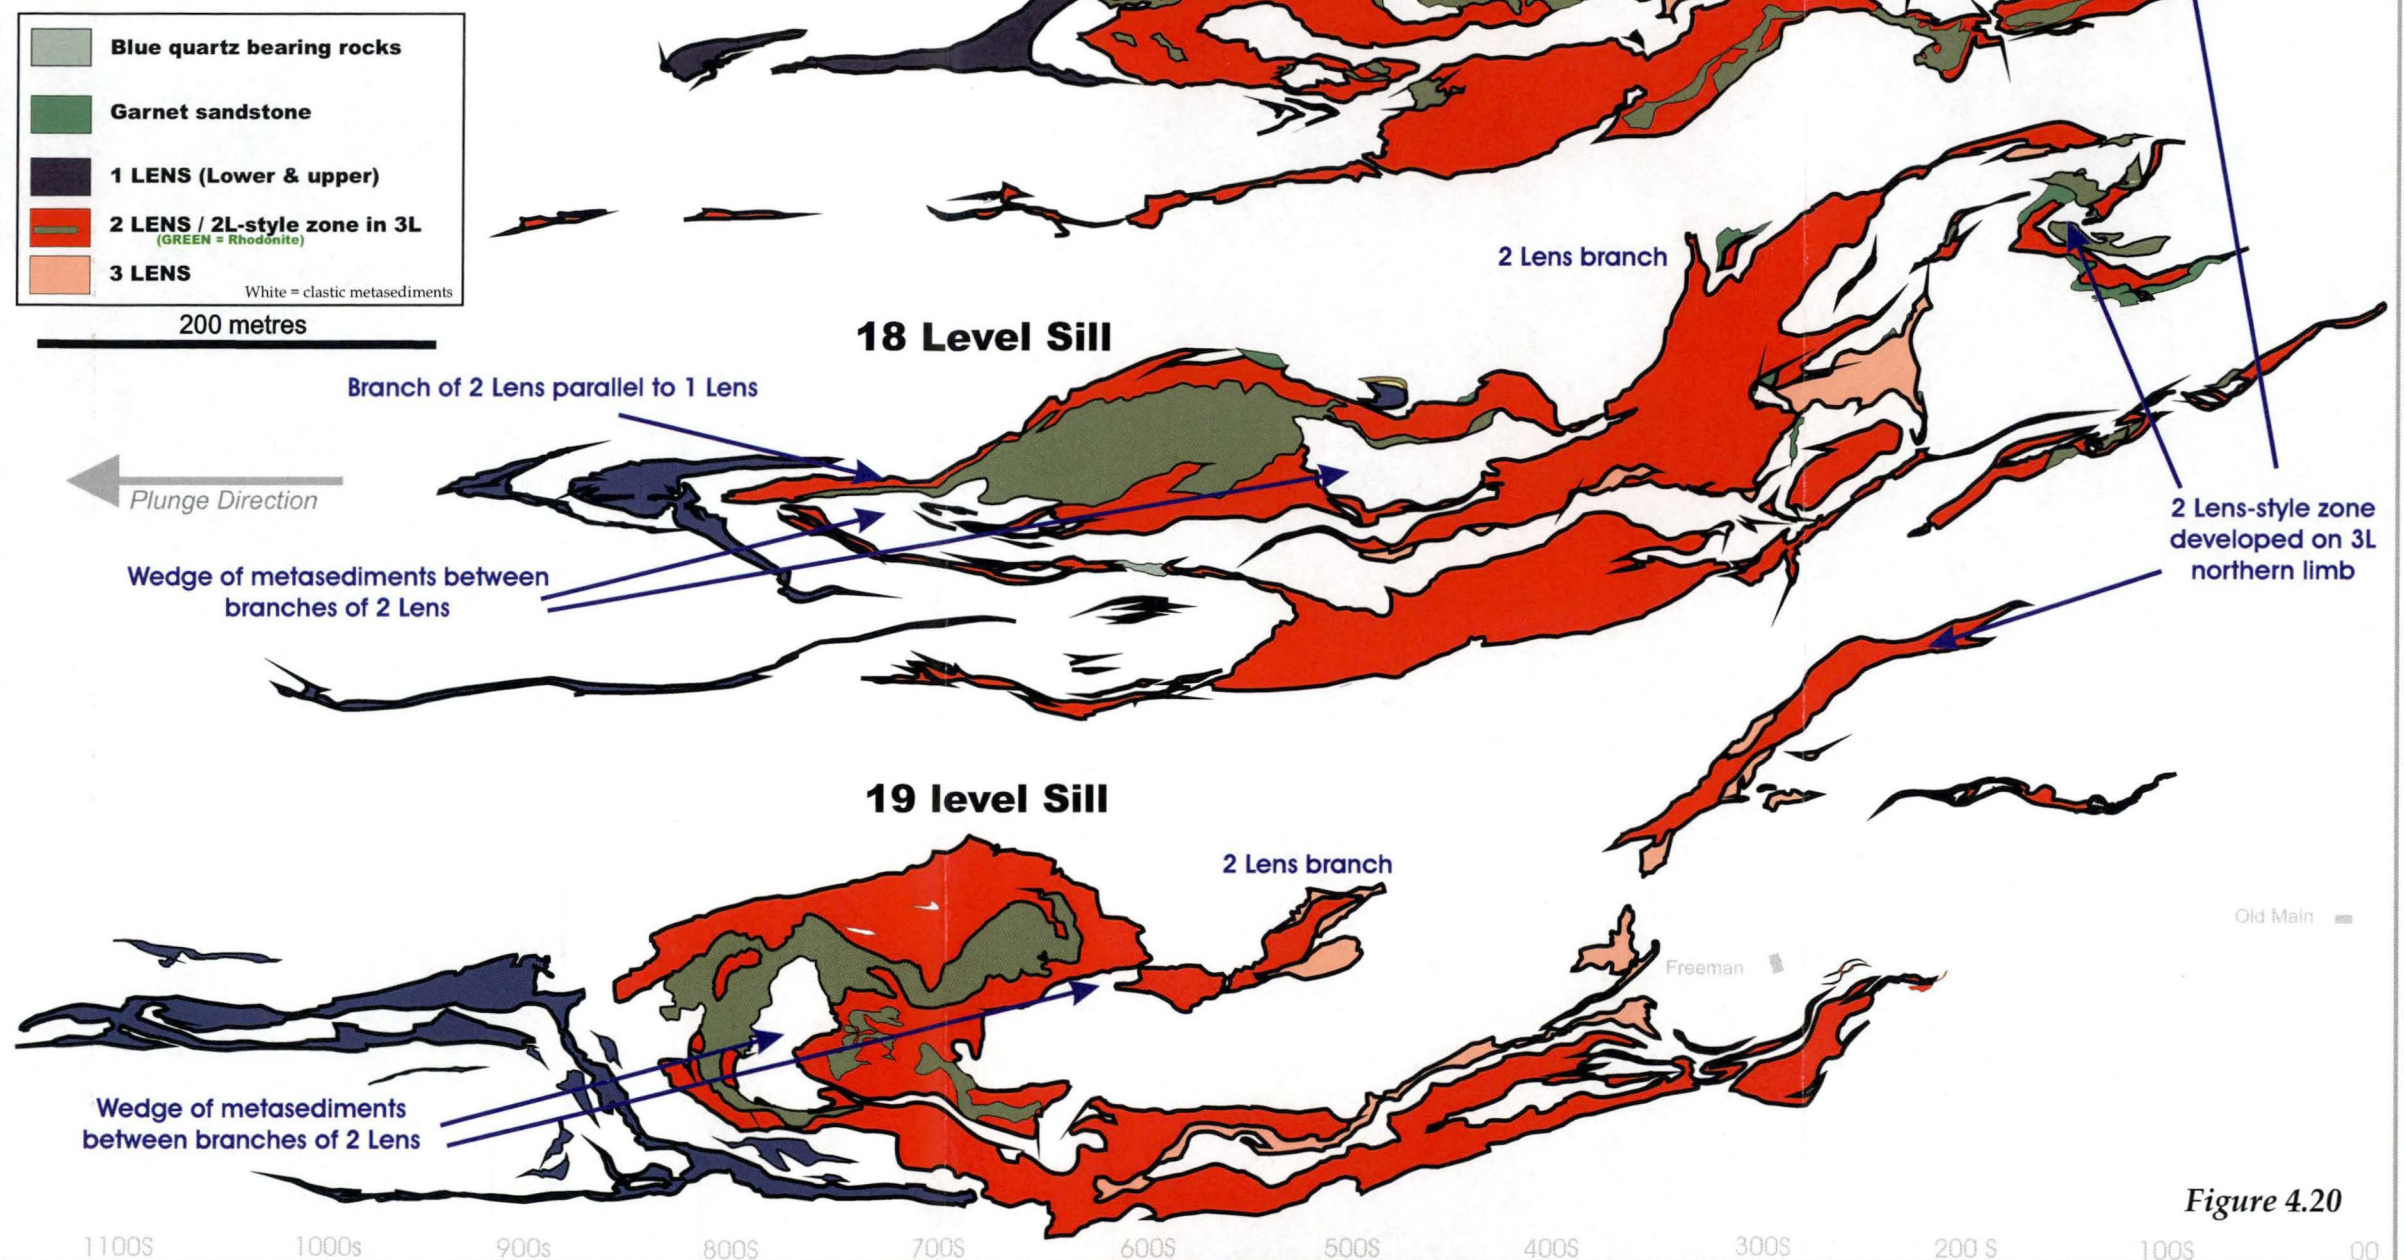 Blue quartz bearing rocks
Garnet sandstone
1 LENS (Lower & upper)
2 LENS / 2L-style zone in 3L
(GREEN = Rhodonite)
3 LENS
White = clastic metasediments
200 metres
2 Lens branch
18 Level Sill
Branch of 2 Lens parallel to 1 Lens
Plunge Direction
2 Lens-style zone
developed on 3L
northern limb
Wedge of metasediments between
branches of 2 Lens
19 level Sill
2 Lens branch
Old Main
Freeman
Wedge of metasediments
between branches of 2 Lens
Figure 4.20
1100S 1000s 900s 800S 700S 600S 500S 400S 300S 200 S 100S 00